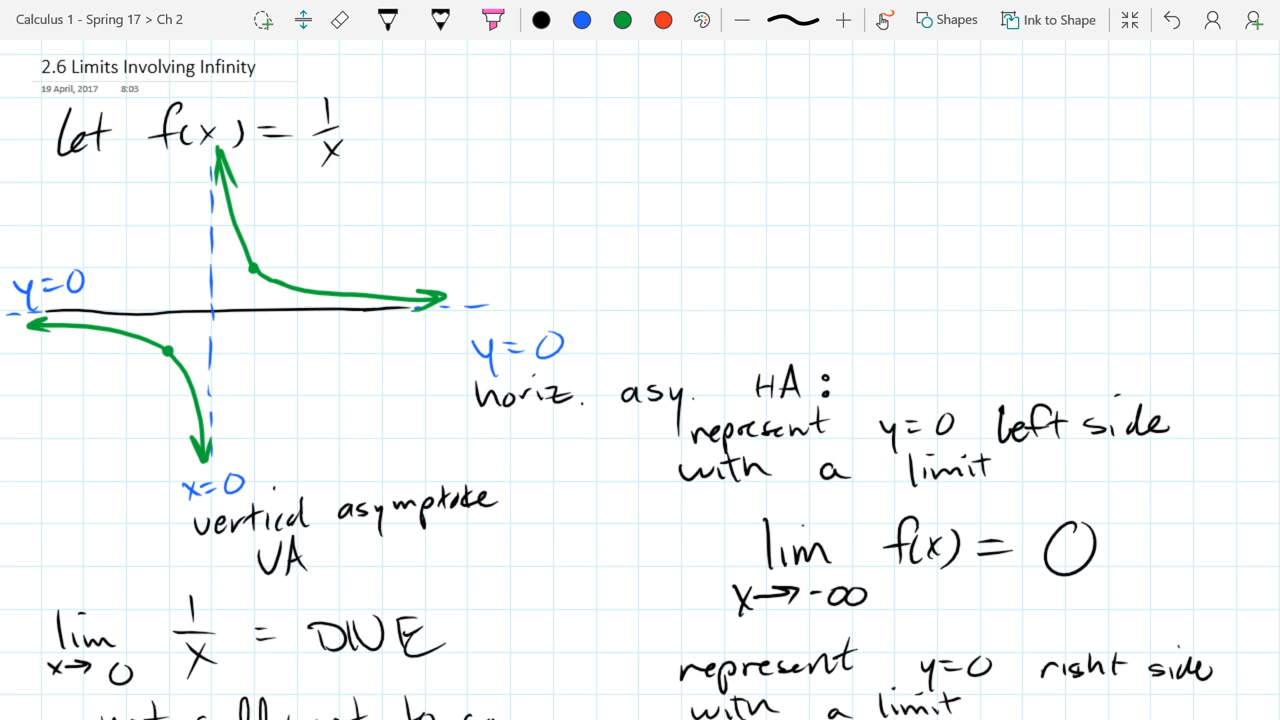 Calculus 1 - Spring 17 > Ch 2
Shapes
Ink to Shape
2.6 Limits Involving Infinity
19 April, 2017 8:03
Let f(x) = 1/x
y=0
y=0
horiz. asy. HA:
represent y=0 left side
with a limit
x=0
vertical asymptote
VA
lim f(x) = 0
x→-∞
lim 1/x = DNE
x→0
represent y=0 right side
with a limit